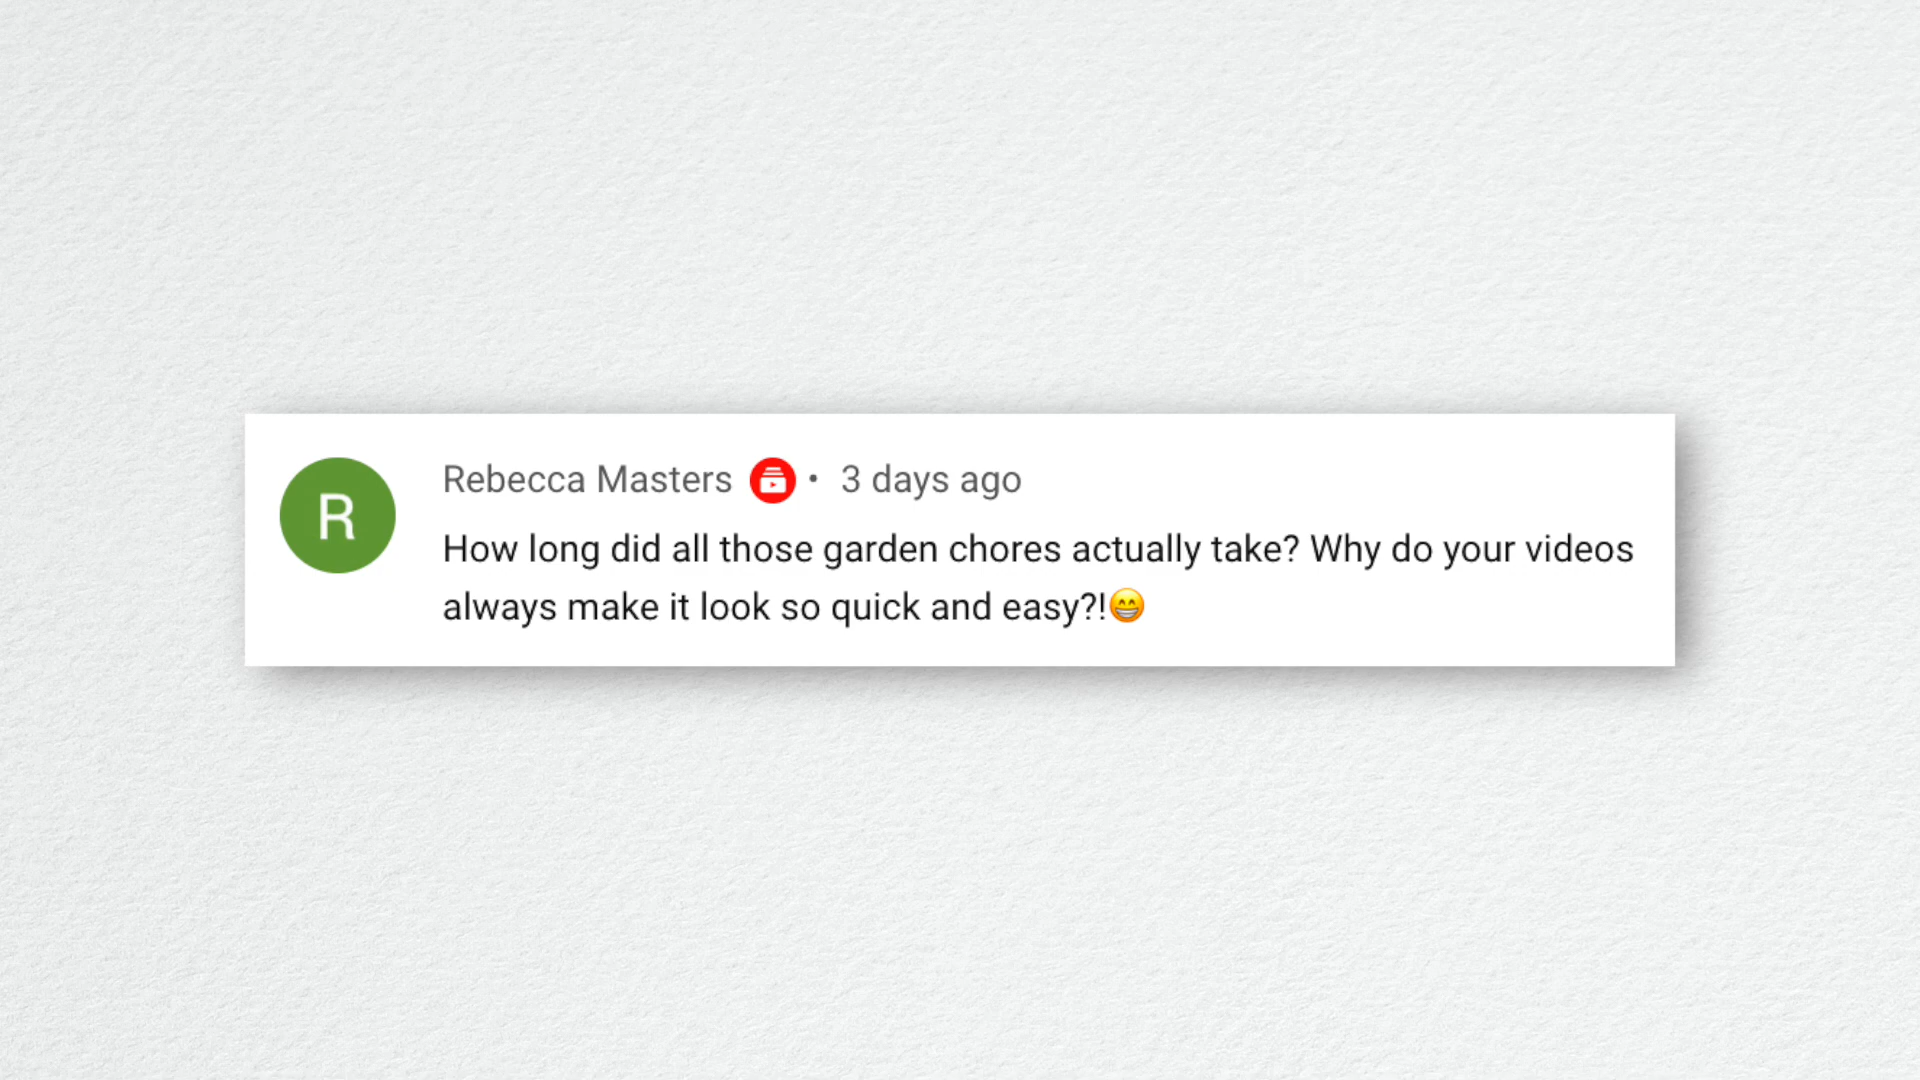 R
Rebecca Masters • 3 days ago
How long did all those garden chores actually take? Why do your videos
always make it look so quick and easy?!😁